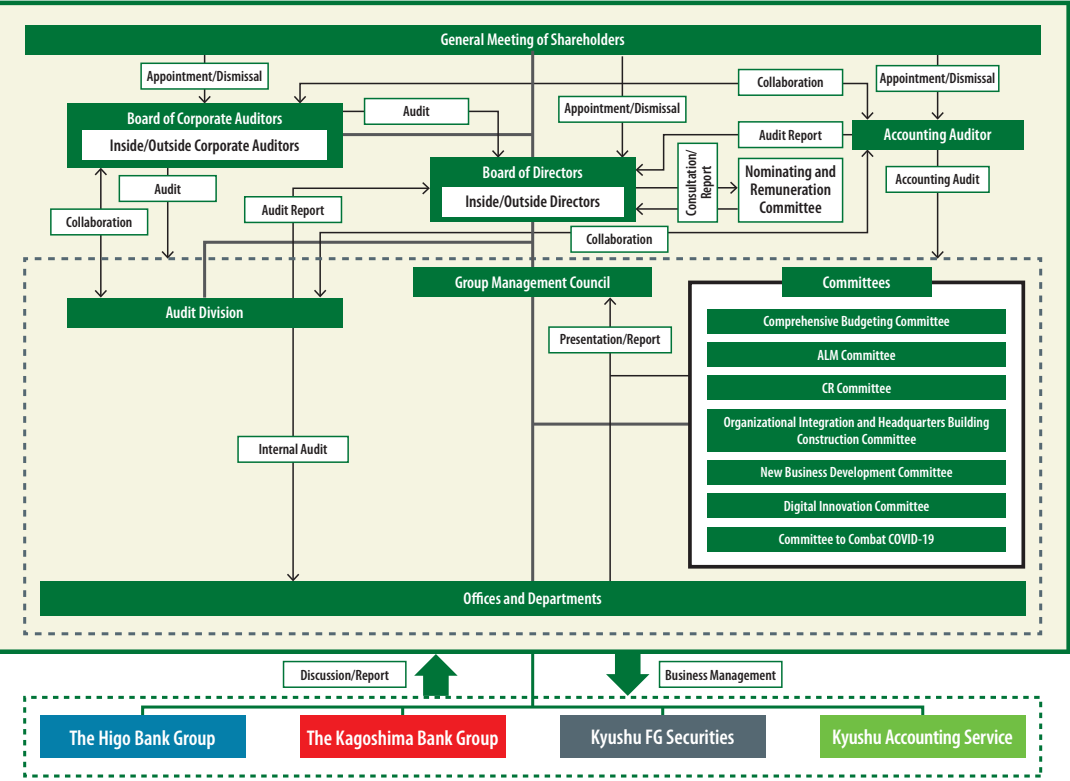 General Meeting of Shareholders
Appointment/Dismissal
Collaboration
Appointment/Dismissal
Appointment/Dismissal
Board of Corporate Auditors
Inside/Outside Corporate Auditors
Audit
Audit Report
Accounting Auditor
Board of Directors
Inside/Outside Directors
Consultation/
Report
Nominating and
Remuneration
Committee
Accounting Audit
Audit
Collaboration
Audit Report
Collaboration
Group Management Council
Committees
Audit Division
Presentation/Report
Comprehensive Budgeting Committee
ALM Committee
CR Committee
Organizational Integration and Headquarters Building
Construction Committee
New Business Development Committee
Digital Innovation Committee
Committee to Combat COVID-19
Internal Audit
Offices and Departments
Discussion/Report
Business Management
The Higo Bank Group
The Kagoshima Bank Group
Kyushu FG Securities
Kyushu Accounting Service